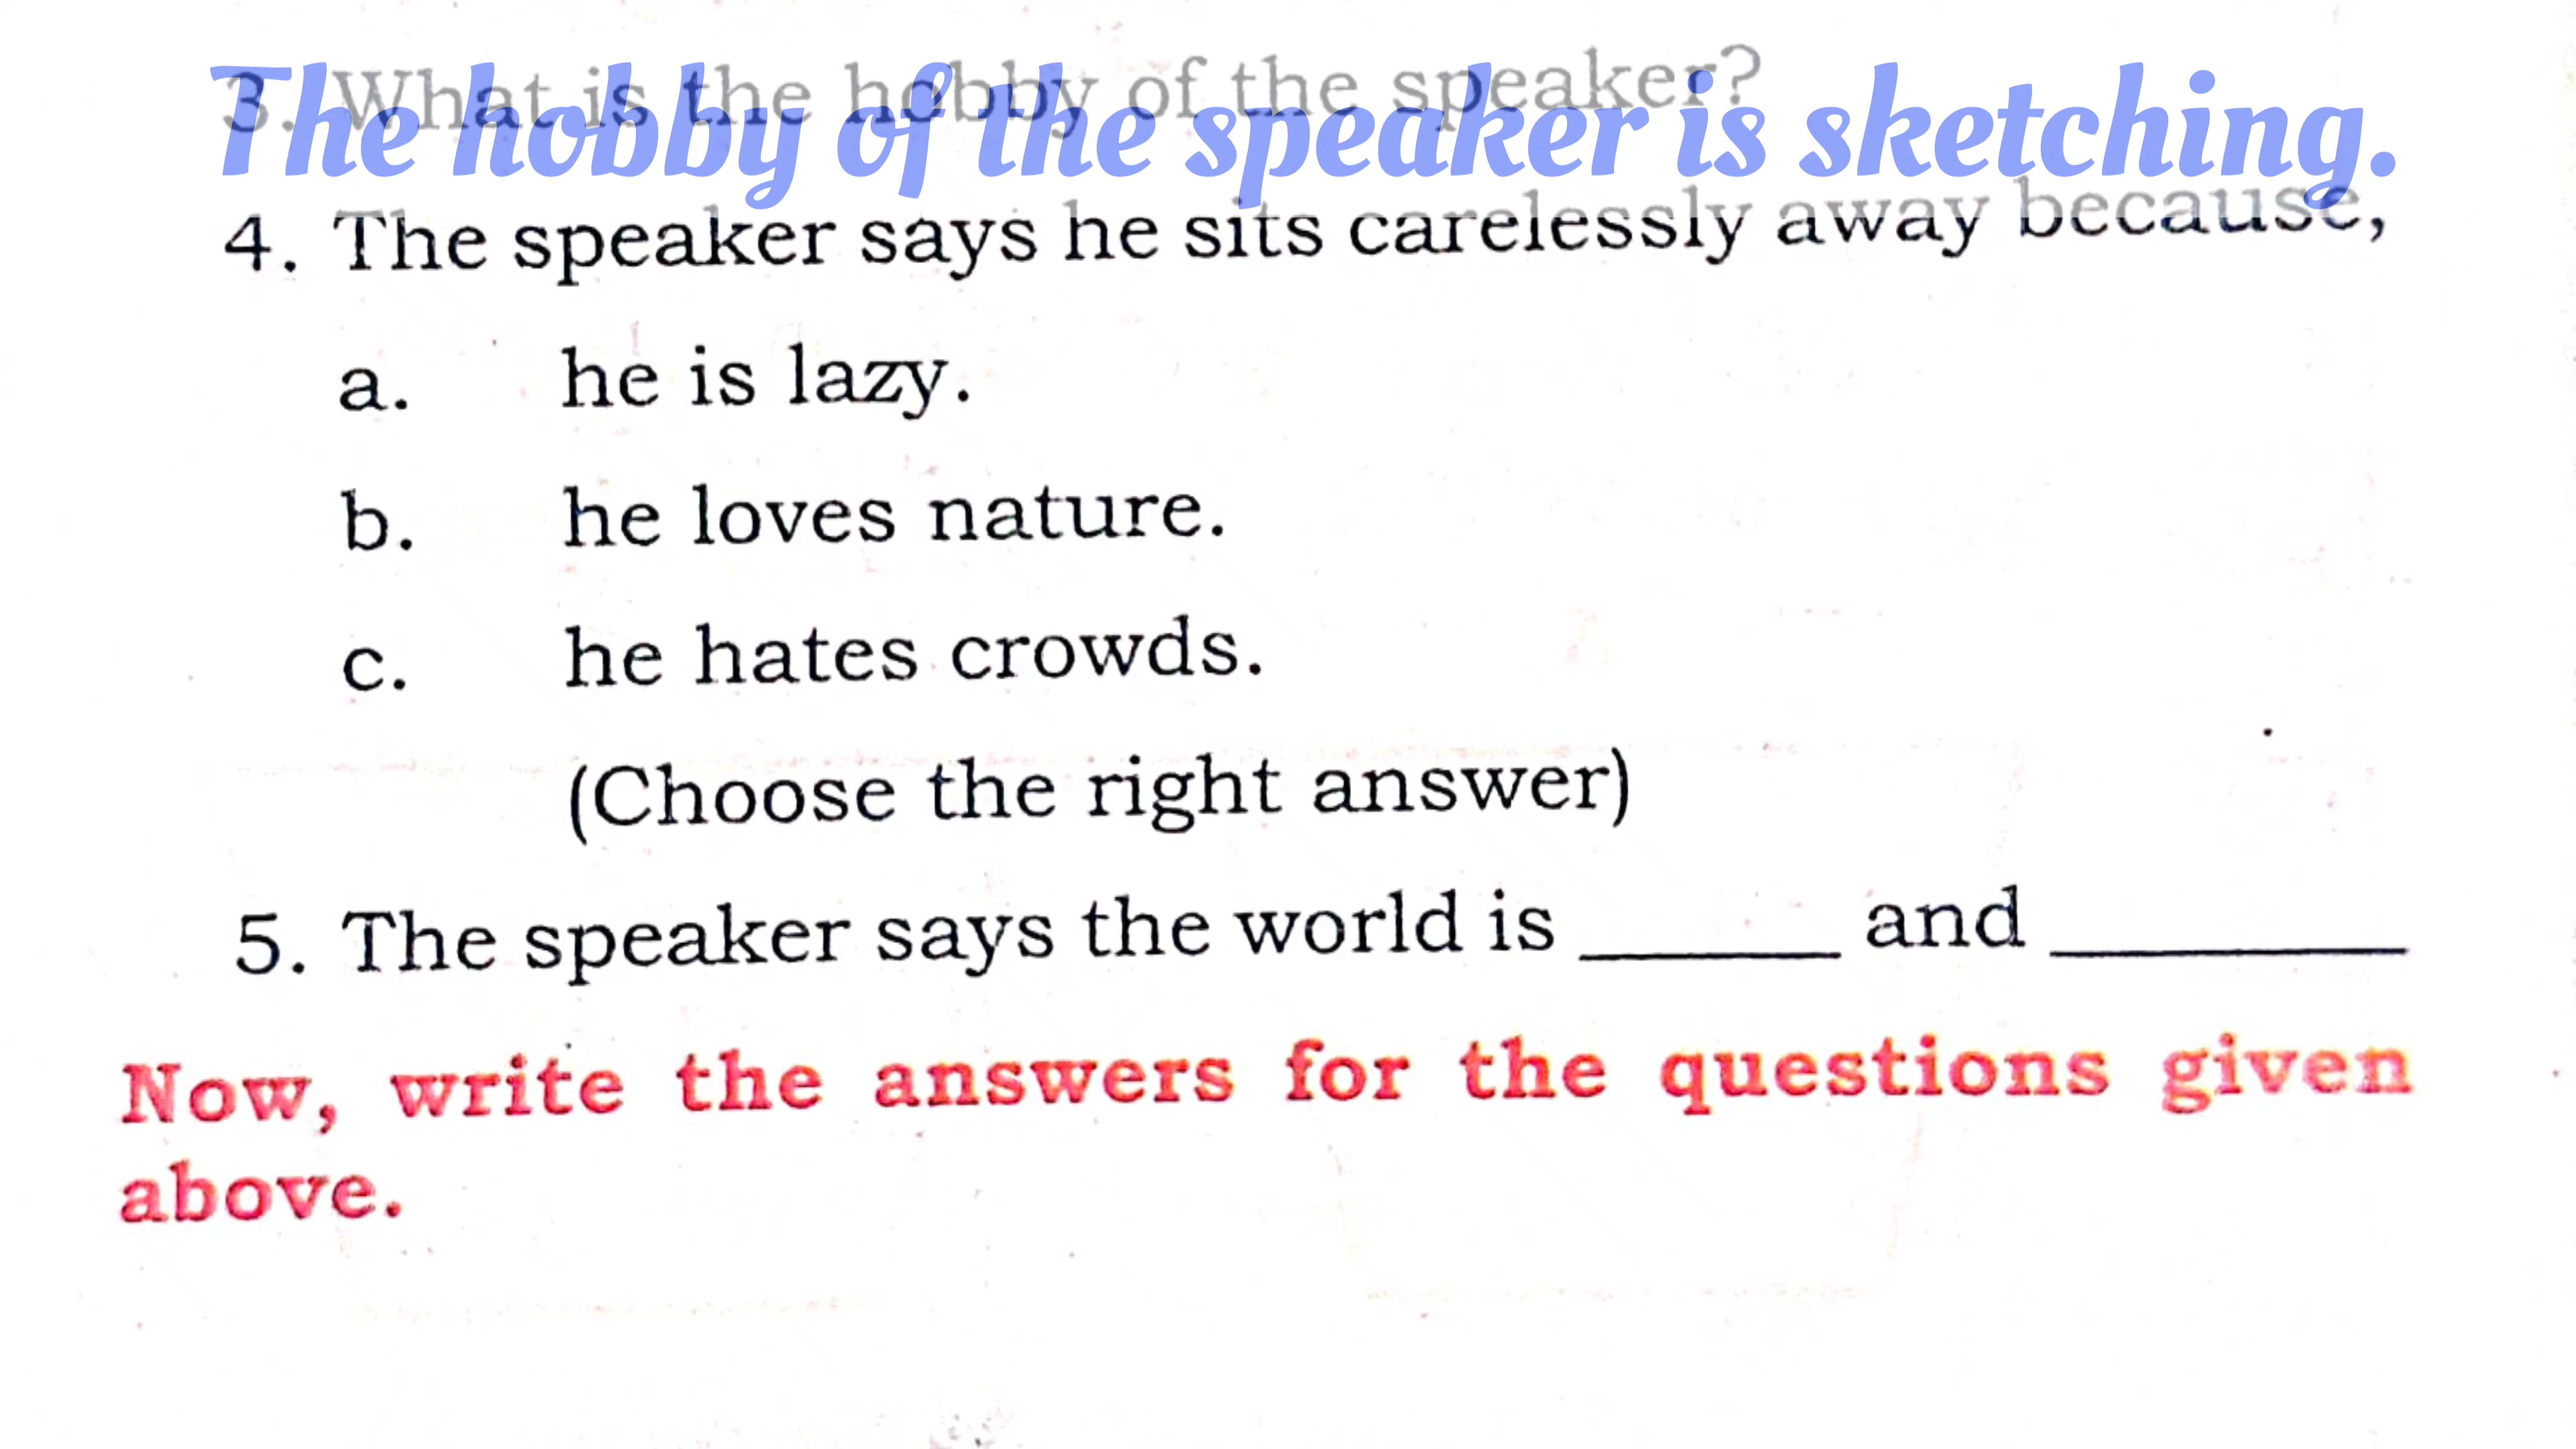 3. What is the hobby of the speaker?
The hobby of the speaker is sketching.
4. The speaker says he sits carelessly away because,
a. he is lazy.
b. he loves nature.
c. he hates crowds.
(Choose the right answer)
5. The speaker says the world is ______ and ________
Now, write the answers for the questions given
above.